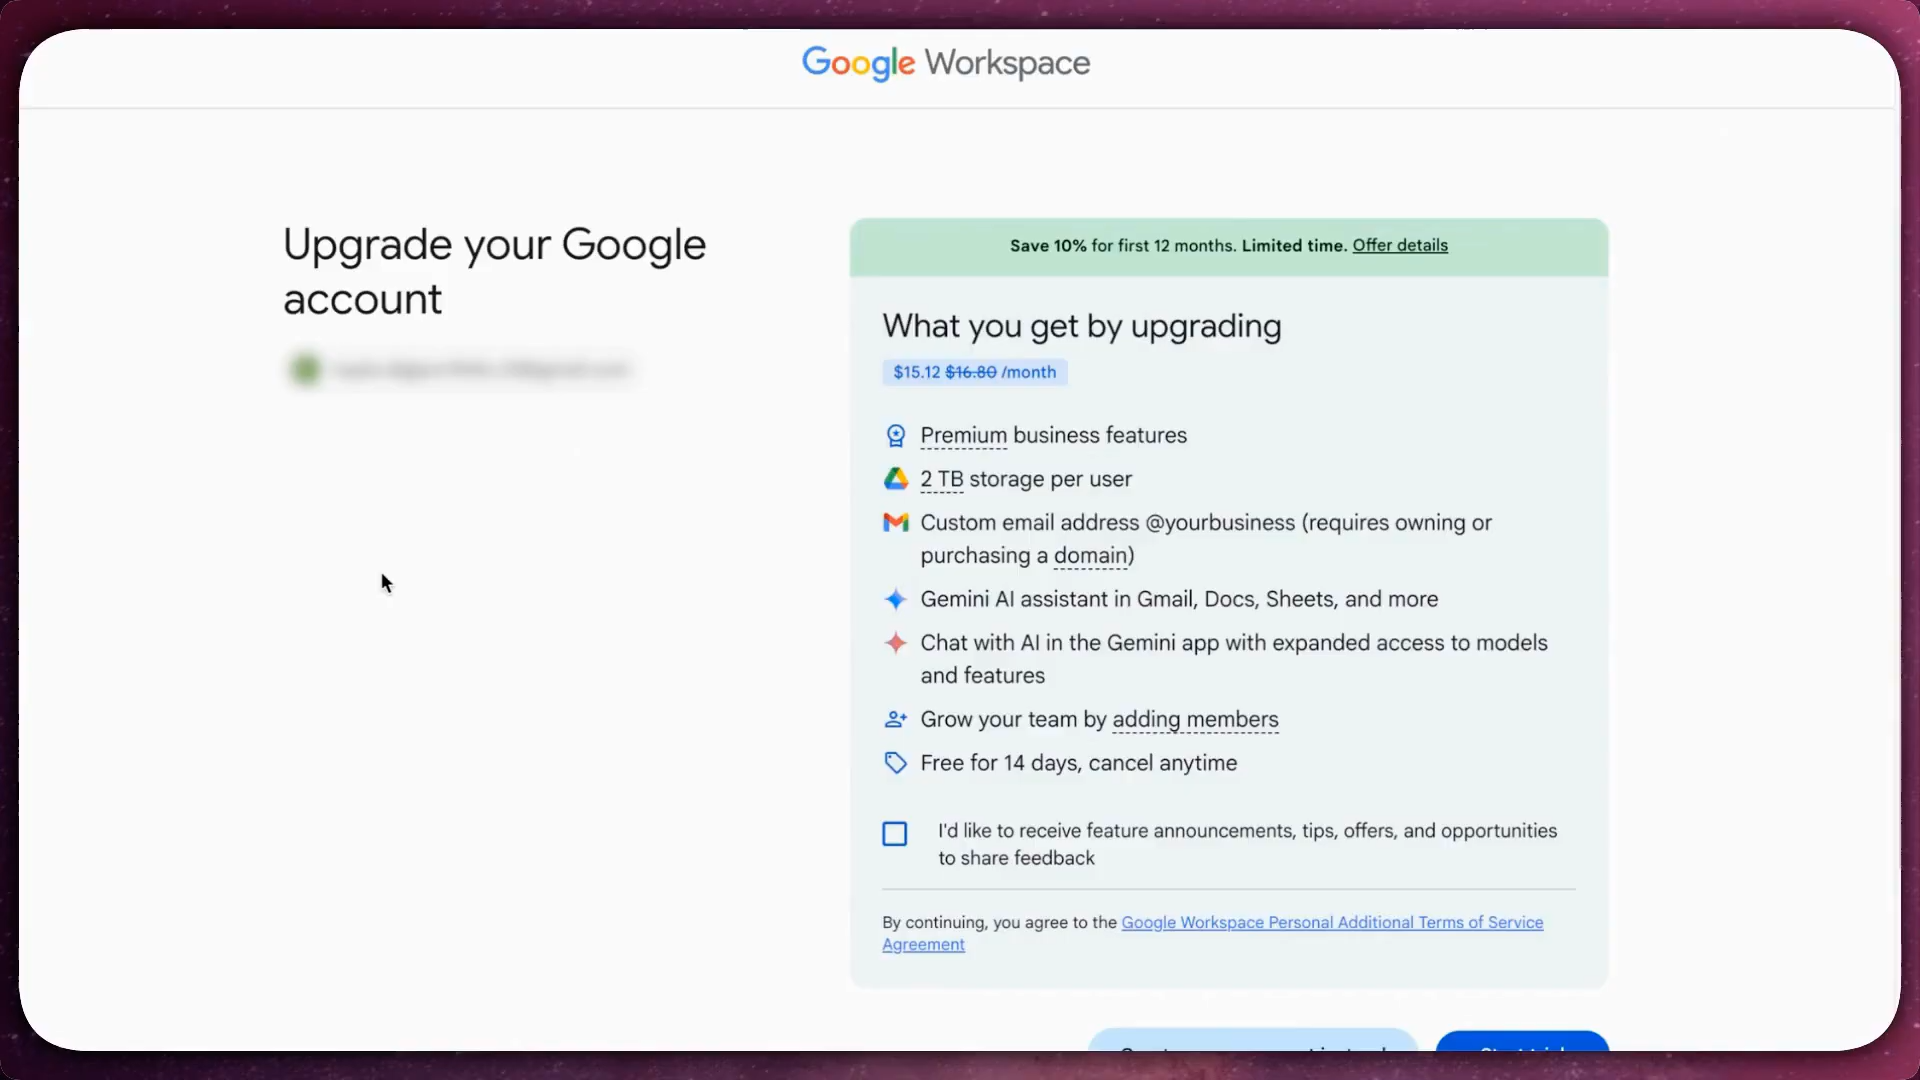 Google Workspace
Upgrade your Google
account
Save 10% for first 12 months. Limited time. Offer details
What you get by upgrading
$15.12 $16.80 /month
Premium business features
2 TB storage per user
Custom email address @yourbusiness (requires owning or
purchasing a domain)
Gemini AI assistant in Gmail, Docs, Sheets, and more
Chat with AI in the Gemini app with expanded access to models
and features
Grow your team by adding members
Free for 14 days, cancel anytime
I'd like to receive feature announcements, tips, offers, and opportunities
to share feedback
By continuing, you agree to the Google Workspace Personal Additional Terms of Service
Agreement